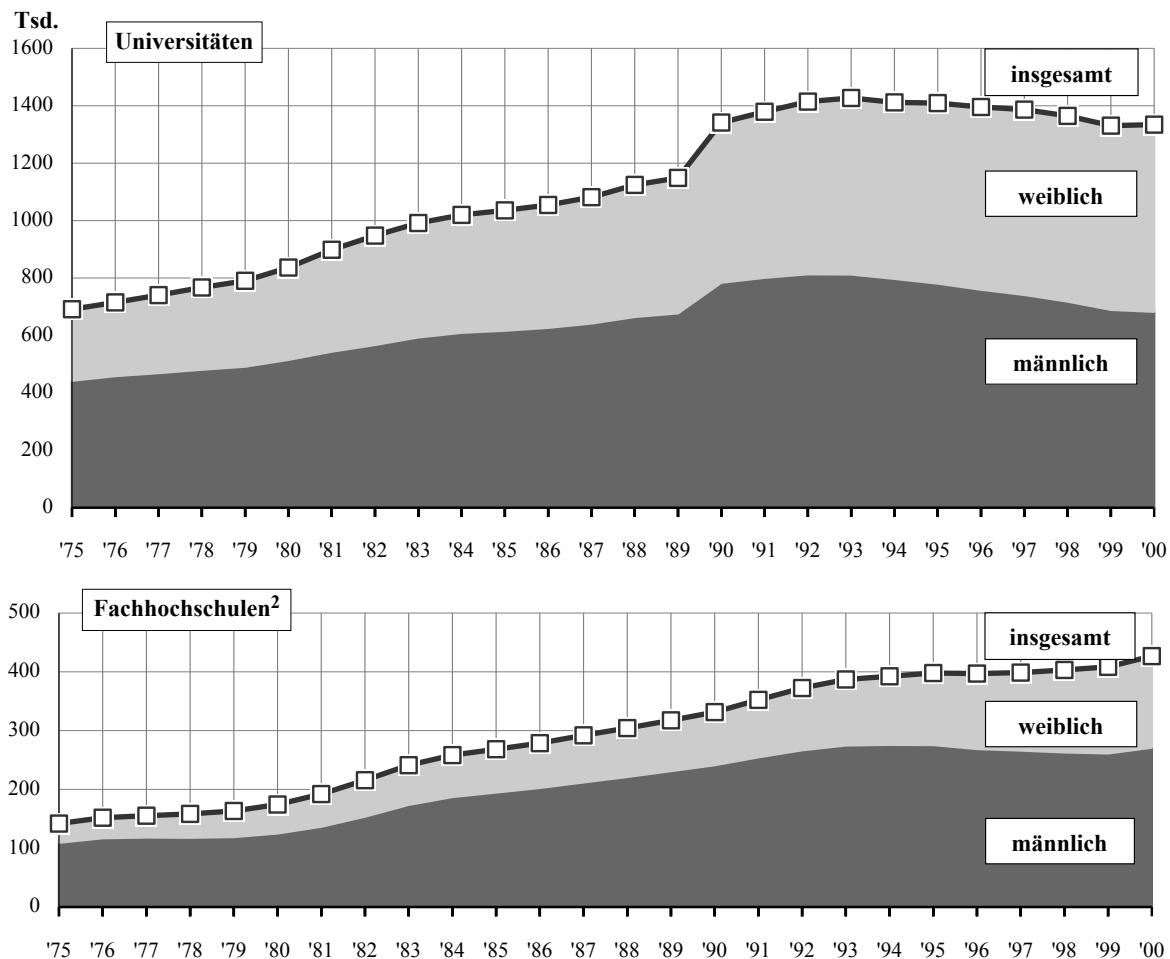 Tsd.
Universitäten
1600
1400
1200
1000
800
600
400
200
0
insgesamt
weiblich
männlich
'75 '76 '77 '78 '79 '80 '81 '82 '83 '84 '85 '86 '87 '88 '89 '90 '91 '92 '93 '94 '95 '96 '97 '98 '99 '00
Fachhochschulen²
500
400
300
200
100
0
insgesamt
weiblich
männlich
'75 '76 '77 '78 '79 '80 '81 '82 '83 '84 '85 '86 '87 '88 '89 '90 '91 '92 '93 '94 '95 '96 '97 '98 '99 '00